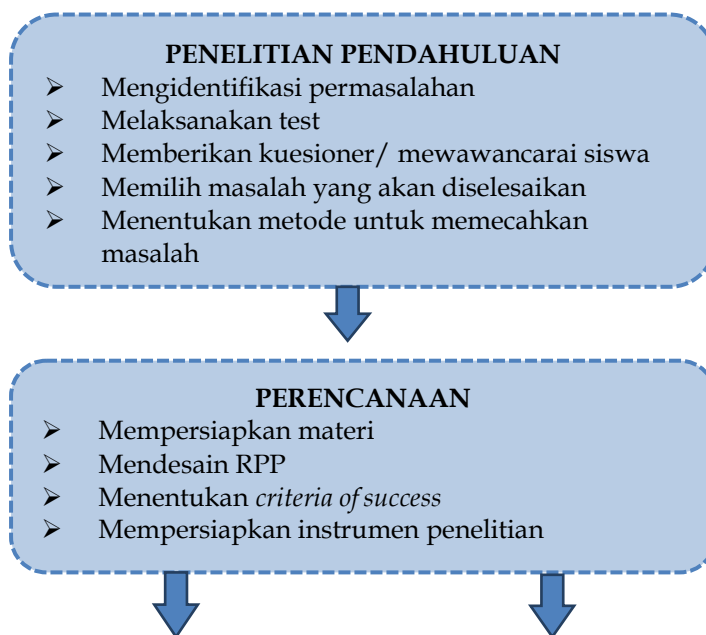 PENELITIAN PENDAHULUAN
➢ Mengidentifikasi permasalahan
➢ Melaksanakan test
➢ Memberikan kuesioner/ mewawancarai siswa
➢ Memilih masalah yang akan diselesaikan
➢ Menentukan metode untuk memecahkan
masalah
PERENCANAAN
➢ Mempersiapkan materi
➢ Mendesain RPP
➢ Menentukan criteria of success
➢ Mempersiapkan instrumen penelitian